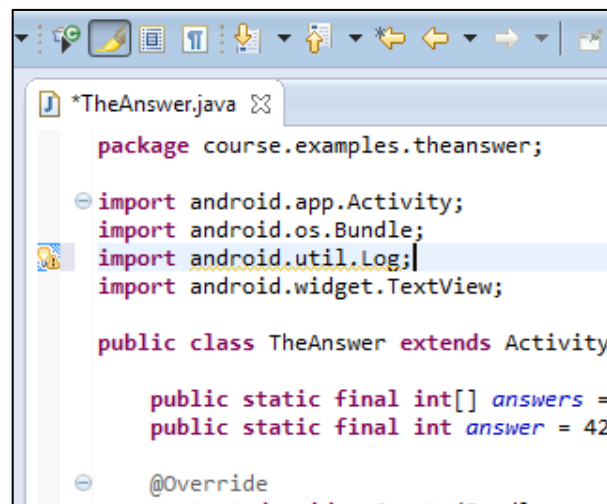 *TheAnswer.java
package course.examples.theanswer;
import android.app.Activity;
import android.os.Bundle;
import android.util.Log;
import android.widget.TextView;
public class TheAnswer extends Activity
public static final int[] answers =
public static final int answer = 42
@Override